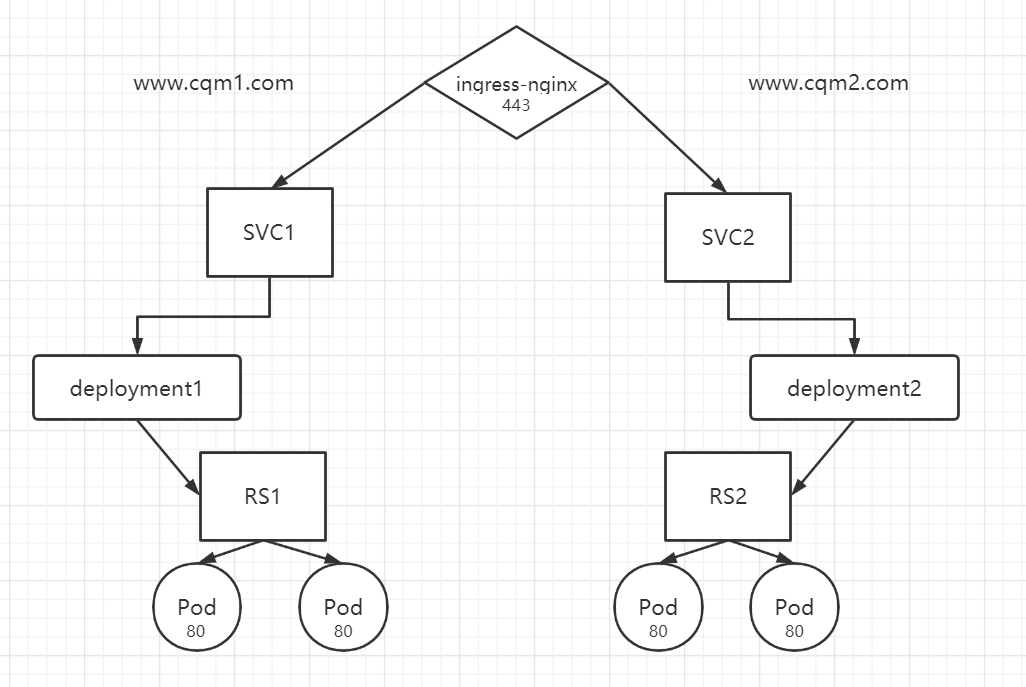 www.cqm1.com
ingress-nginx
443
www.cqm2.com
SVC1
SVC2
deployment1
deployment2
RS1
RS2
Pod
80
Pod
80
Pod
80
Pod
80